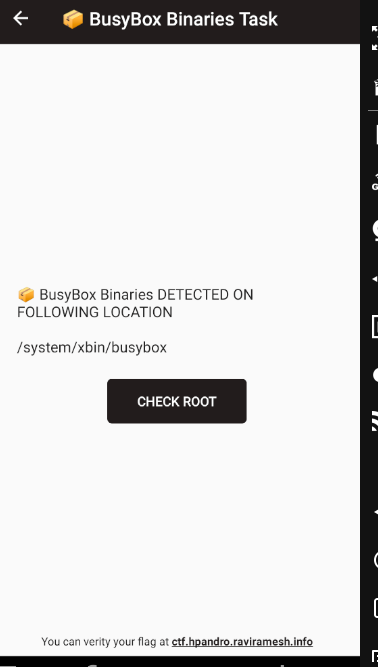 📦 BusyBox Binaries Task
📦 BusyBox Binaries DETECTED ON
FOLLOWING LOCATION
/system/xbin/busybox
CHECK ROOT
You can verity your flag at ctf.hpandro.raviramesh.info